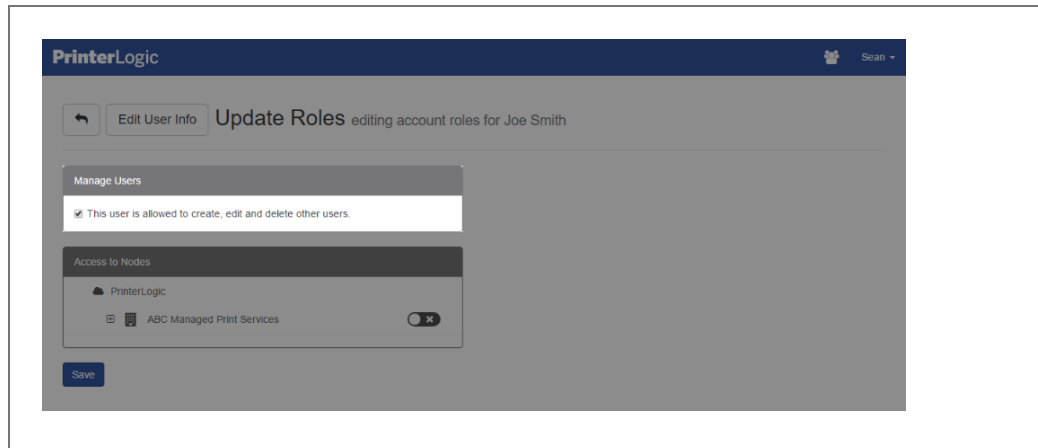 PrinterLogic
Sean
Edit User Info Update Roles editing account roles for Joe Smith
Manage Users
This user is allowed to create, edit and delete other users.
Access to Nodes
PrinterLogic
ABC Managed Print Services
Save